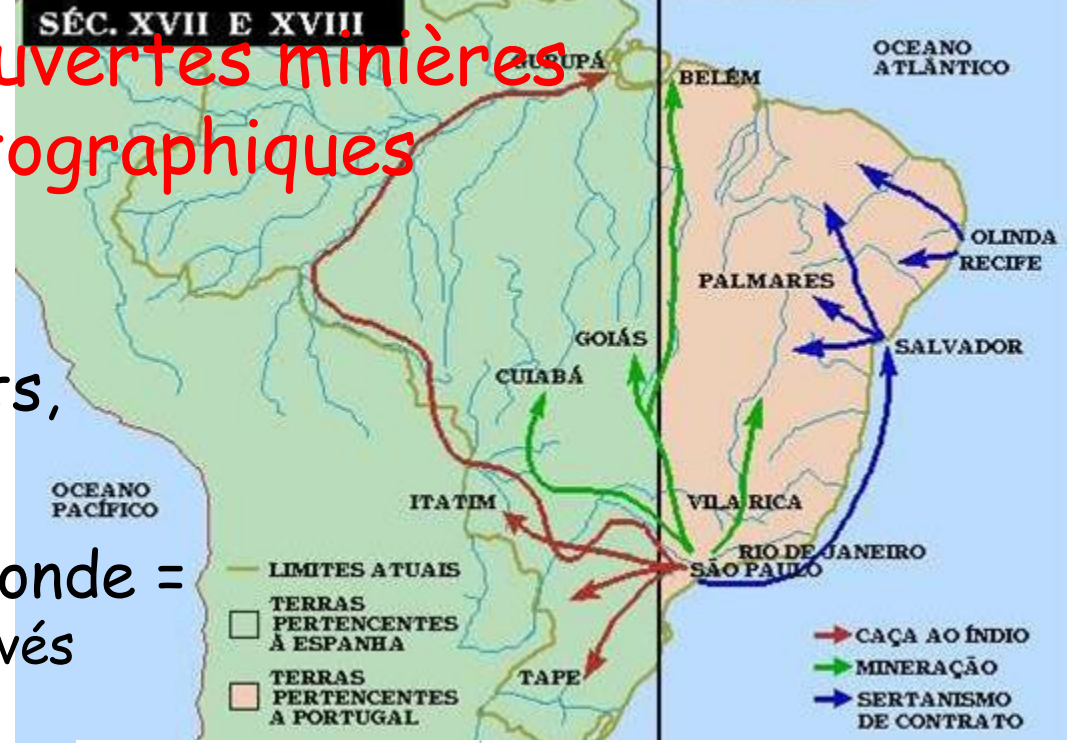 SÉC. XVII E XVIII
uvertes minières
ographiques
rs,
onde =
vés
OCEANO
ATLÂNTICO
GURUPÁ
BELÉM
OLINDA
RECIFE
PALMARES
GOIÁS
SALVADOR
CUIABÁ
OCEANO
PACÍFICO
ITATIM
VILA RICA
RIO DE JANEIRO
SÃO PAULO
TAPE
LIMITES ATUAIS
TERRAS
PERTENCENTES
À ESPANHA
TERRAS
PERTENCENTES
A PORTUGAL
CAÇA AO ÍNDIO
MINERAÇÃO
SERTANISMO
DE CONTRATO